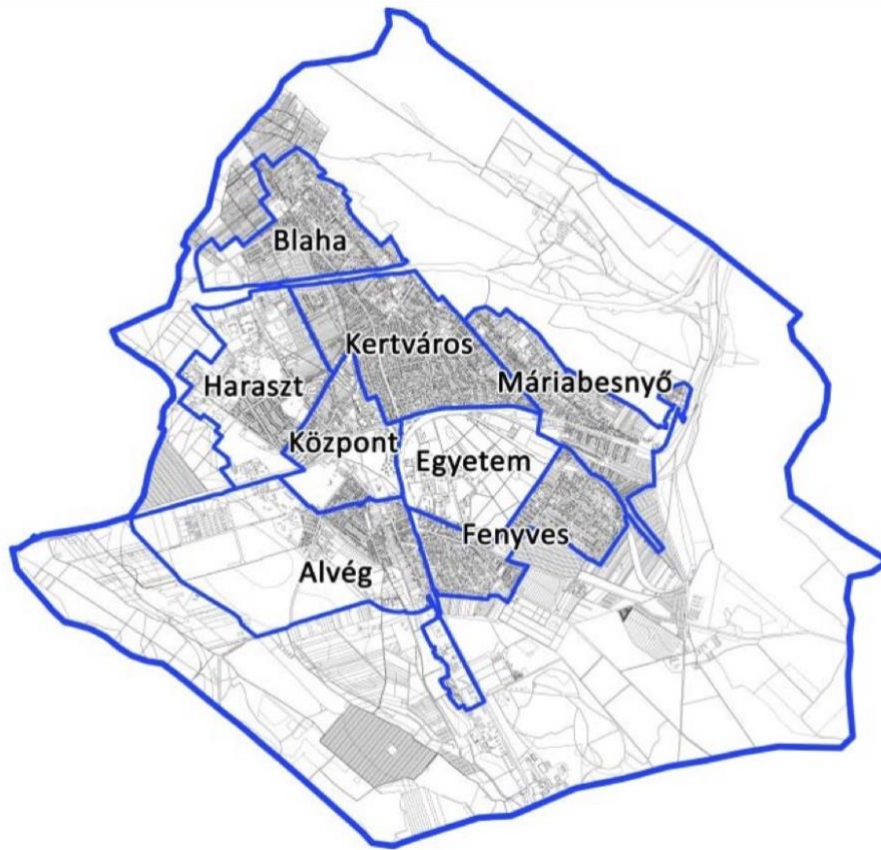 Blaha
Kertváros
Haraszt
Máriabesnyő
Központ
Egyetem
Fenyves
Alvég